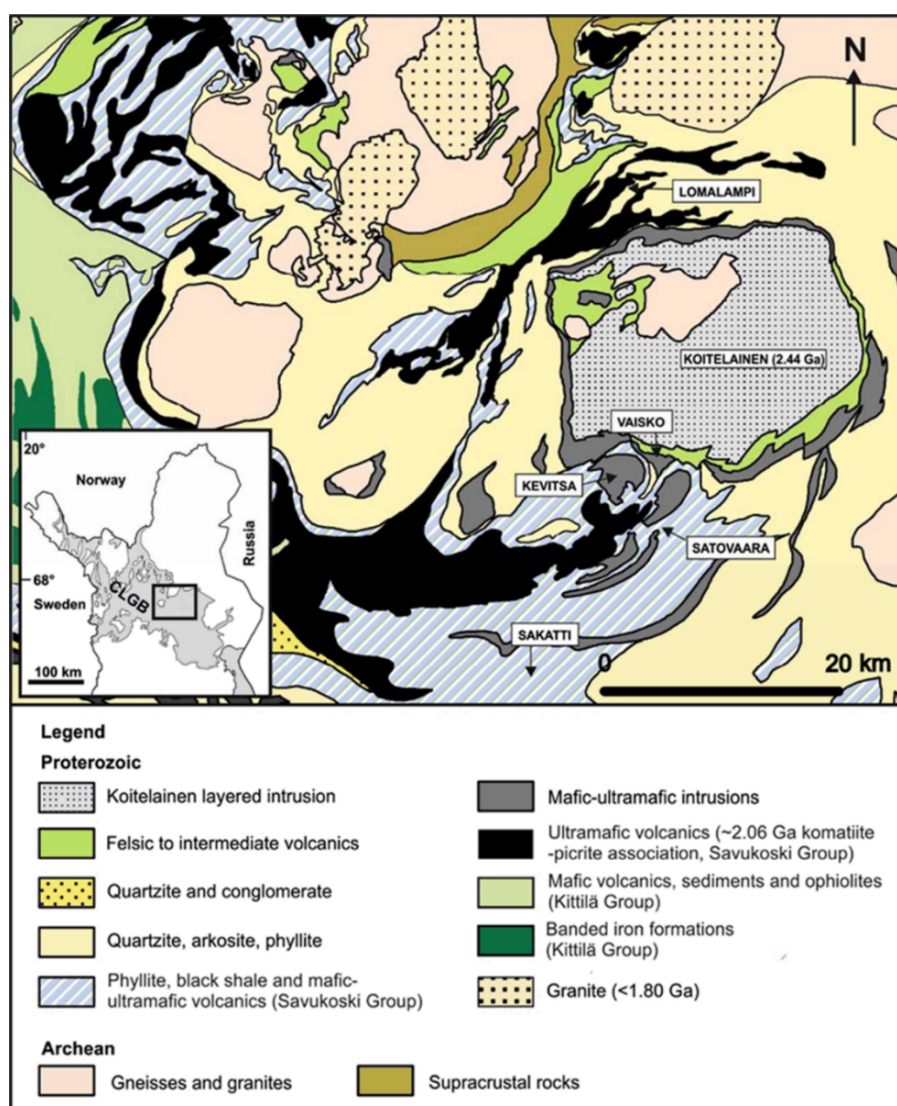 N
LOMALAMPI
KOITELAINEN (2.44 Ga)
VAISKO
KEVITSA
SATOVAARA
SAKATTI
0 20 km
20°
Norway
Russia
68°
Sweden
CLGB
100 km
Legend
Proterozoic
Koitelainen layered intrusion
Felsic to intermediate volcanics
Quartzite and conglomerate
Quartzite, arkosite, phyllite
Phyllite, black shale and mafic-
ultramafic volcanics (Savukoski Group)
Mafic-ultramafic intrusions
Ultramafic volcanics (~2.06 Ga komatiite
-picrite association, Savukoski Group)
Mafic volcanics, sediments and ophiolites
(Kittilä Group)
Banded iron formations
(Kittilä Group)
Granite (<1.80 Ga)
Archean
Gneisses and granites
Supracrustal rocks